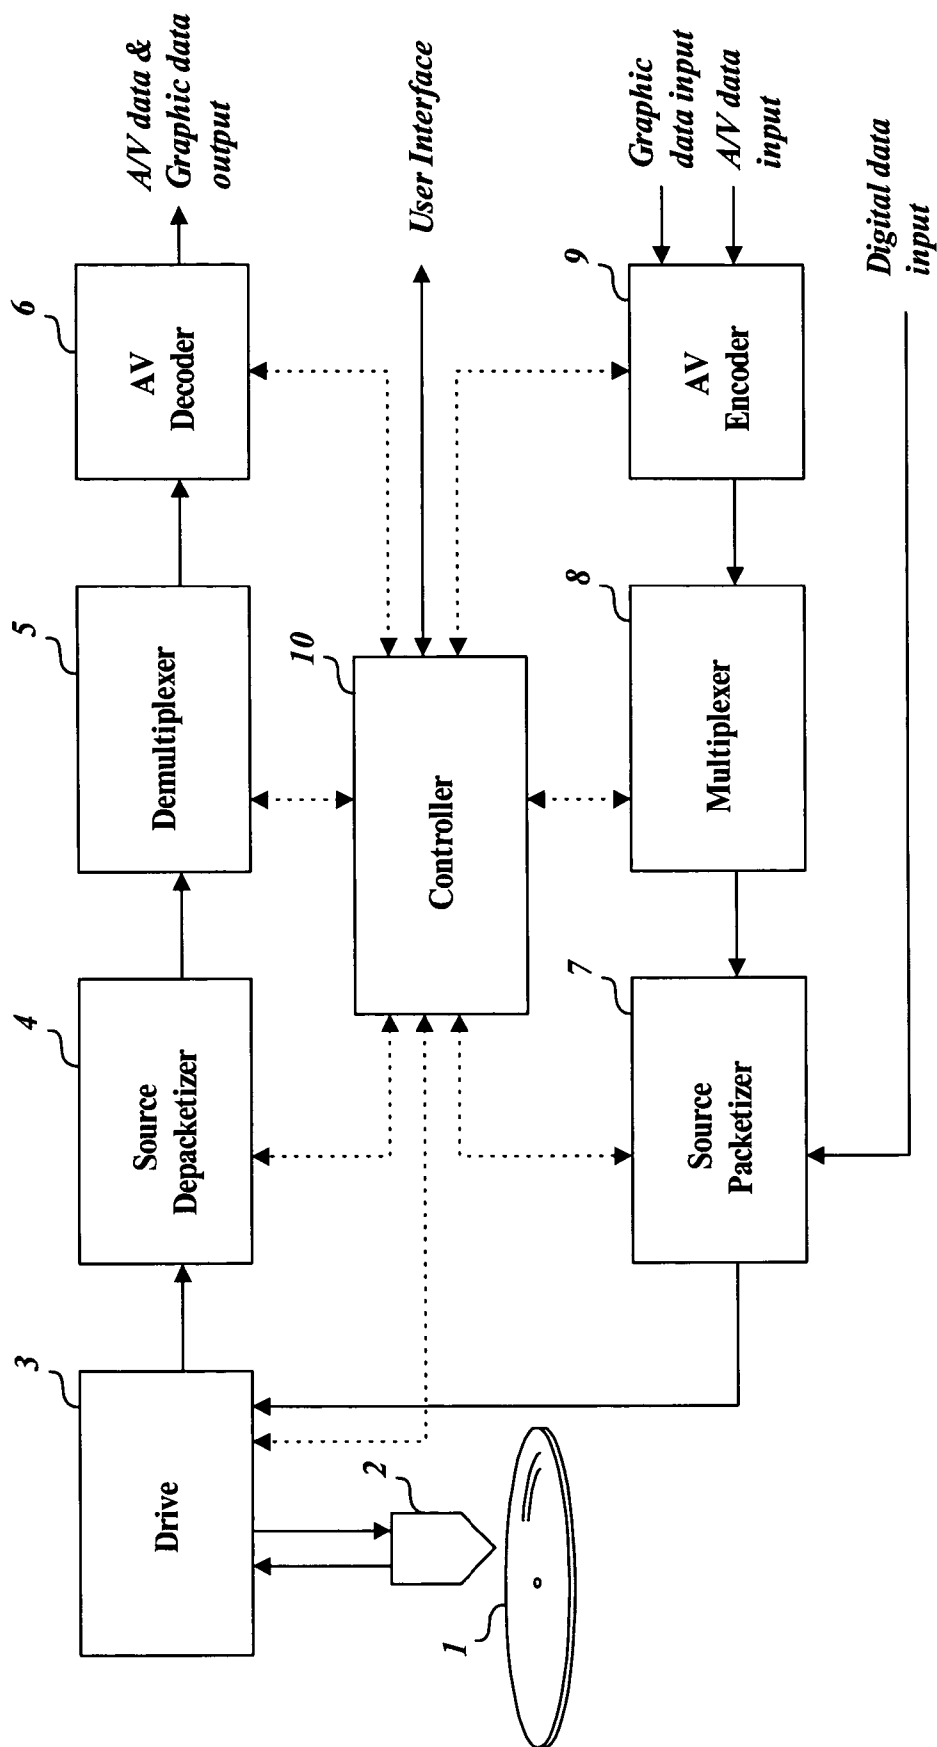 3
Drive
4
Source
Depacketizer
5
Demultiplexer
6
AV
Decoder
A/V data &
Graphic data
output
2
1
10
Controller
User Interface
7
Source
Packetizer
8
Multiplexer
9
AV
Encoder
Graphic
data input
A/V data
input
Digital data
input